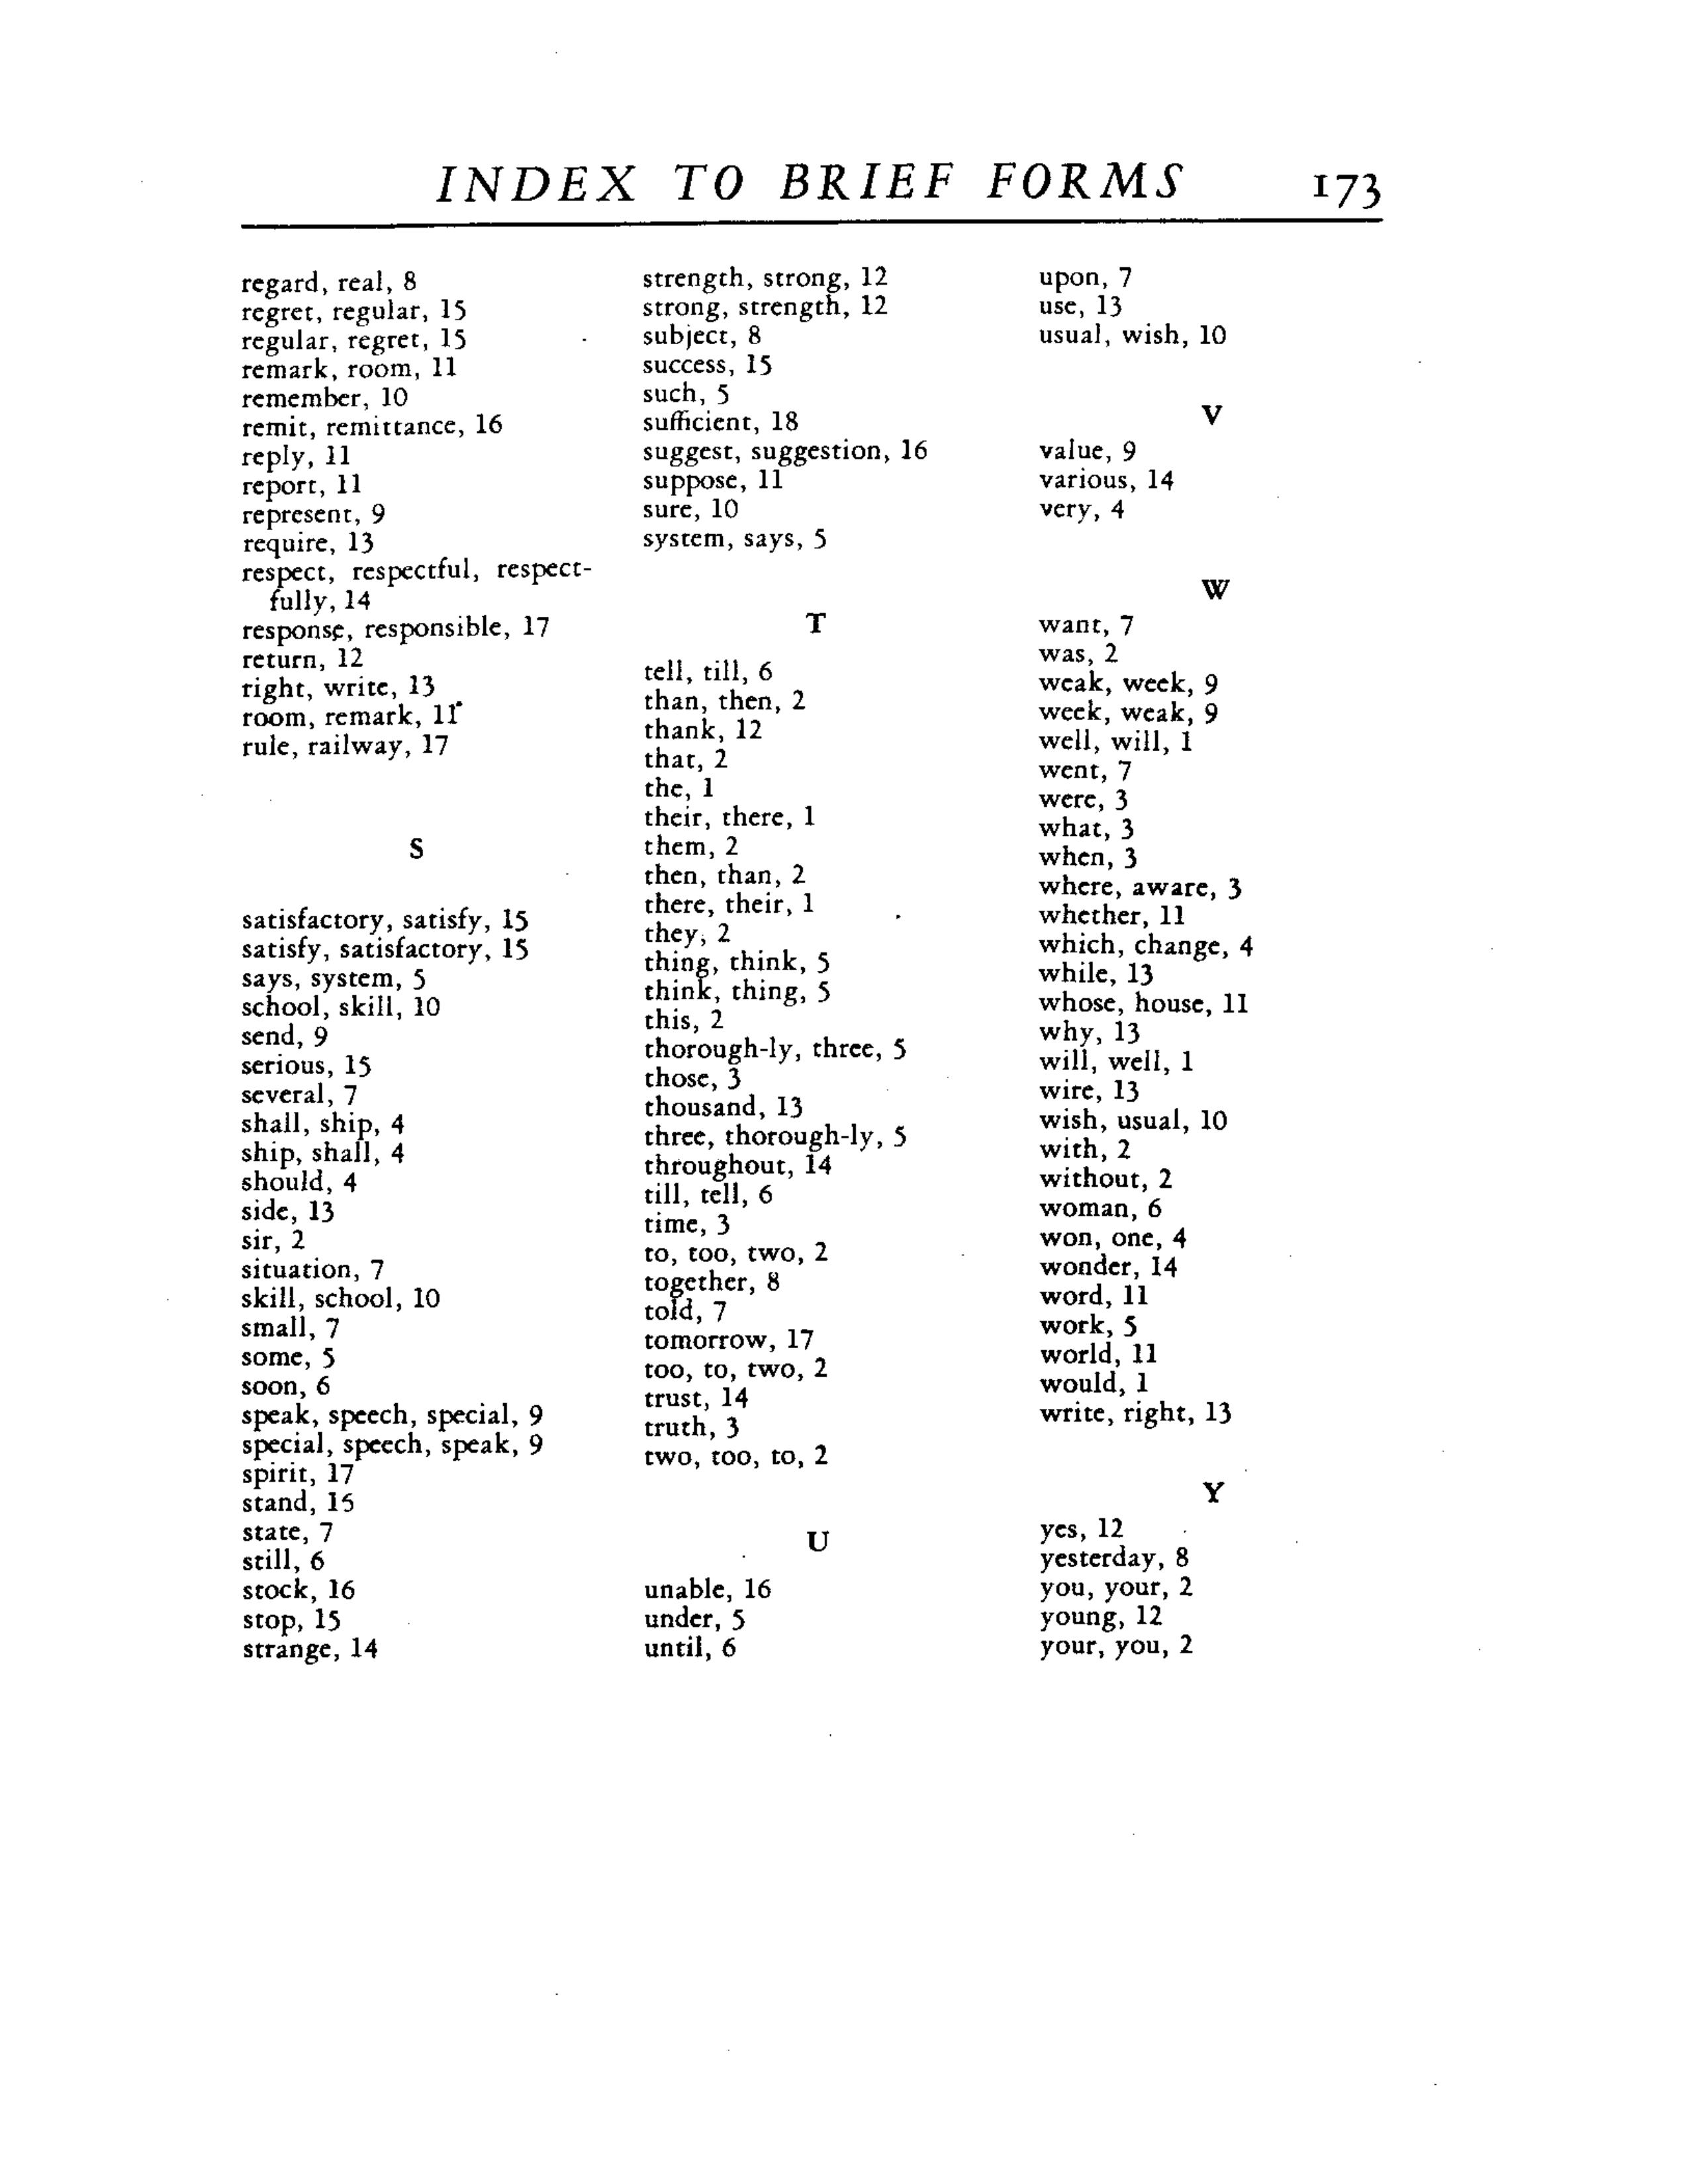 INDEX TO BRIEF FORMS 173
regard, real, 8
regret, regular, 15
regular, regret, 15
remark, room, 11
remember, 10
remit, remittance, 16
reply, 11
report, 11
represent, 9
require, 13
respect, respectful, respect-
fully, 14
response, responsible, 17
return, 12
right, write, 13
room, remark, 11
rule, railway, 17
S
satisfactory, satisfy, 15
satisfy, satisfactory, 15
says, system, 5
school, skill, 10
send, 9
serious, 15
several, 7
shall, ship, 4
ship, shall, 4
should, 4
side, 13
sir, 2
situation, 7
skill, school, 10
small, 7
some, 5
soon, 6
speak, speech, special, 9
special, speech, speak, 9
spirit, 17
stand, 15
state, 7
still, 6
stock, 16
stop, 15
strange, 14
strength, strong, 12
strong, strength, 12
subject, 8
success, 15
such, 5
sufficient, 18
suggest, suggestion, 16
suppose, 11
sure, 10
system, says, 5
T
tell, till, 6
than, then, 2
thank, 12
that, 2
the, 1
their, there, 1
them, 2
then, than, 2
there, their, 1
they, 2
thing, think, 5
think, thing, 5
this, 2
thorough-ly, three, 5
those, 3
thousand, 13
three, thorough-ly, 5
throughout, 14
till, tell, 6
time, 3
to, too, two, 2
together, 8
told, 7
tomorrow, 17
too, to, two, 2
trust, 14
truth, 3
two, too, to, 2
U
unable, 16
under, 5
until, 6
upon, 7
use, 13
usual, wish, 10
V
value, 9
various, 14
very, 4
W
want, 7
was, 2
weak, week, 9
week, weak, 9
well, will, 1
went, 7
were, 3
what, 3
when, 3
where, aware, 3
whether, 11
which, change, 4
while, 13
whose, house, 11
why, 13
will, well, 1
wire, 13
wish, usual, 10
with, 2
without, 2
woman, 6
won, one, 4
wonder, 14
word, 11
work, 5
world, 11
would, 1
write, right, 13
Y
yes, 12
yesterday, 8
you, your, 2
young, 12
your, you, 2